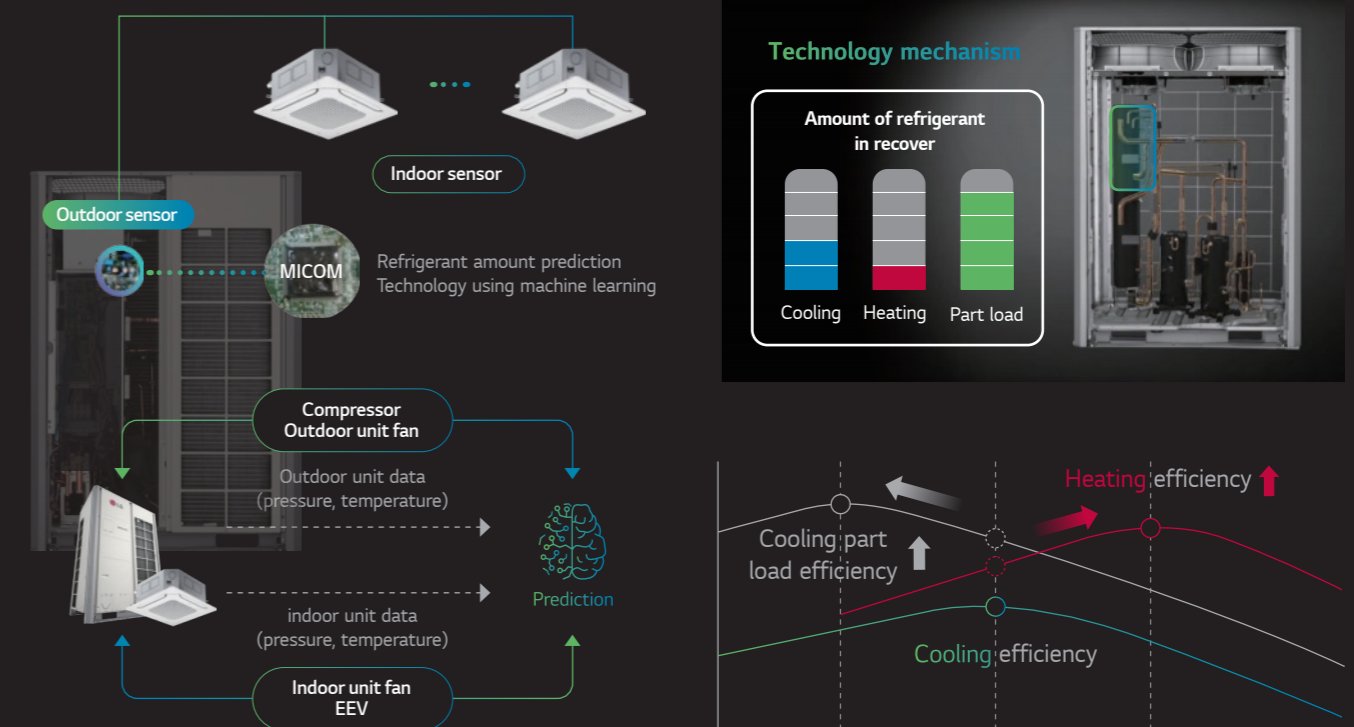 Indoor sensor
Outdoor sensor
MICOM
Refrigerant amount prediction
Technology using machine learning
Compressor
Outdoor unit fan
Outdoor unit data
(pressure, temperature)
Prediction
indoor unit data
(pressure, temperature)
Indoor unit fan
EEV
Technology mechanism
Amount of refrigerant
in recover
Cooling
Heating
Part load
Heating efficiency
Cooling part
load efficiency
Cooling efficiency